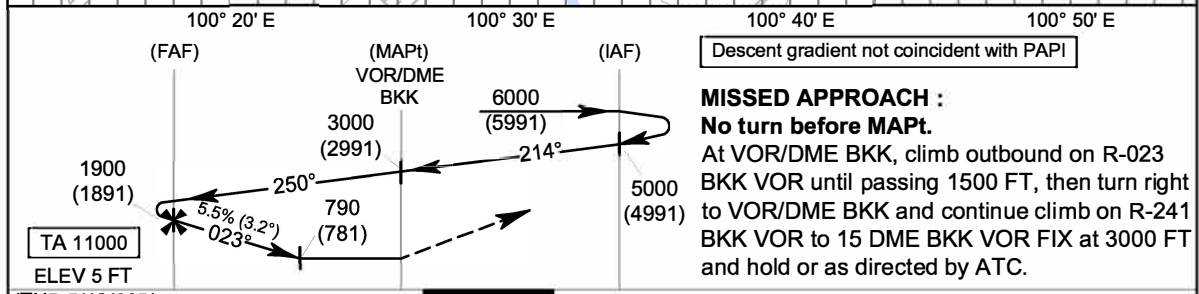 100° 20' E 100° 30' E 100° 40' E 100° 50' E
(FAF) (MAPt) (IAF)
VOR/DME
BKK
Descent gradient not coincident with PAPI
6000
(5991)
3000
(2991)
214°
1900
(1891)
250°
5000
(4991)
5.5% (3.2°)
023°
790
(781)
TA 11000
ELEV 5 FT
MISSED APPROACH :
No turn before MAPt.
At VOR/DME BKK, climb outbound on R-023
BKK VOR until passing 1500 FT, then turn right
to VOR/DME BKK and continue climb on R-241
BKK VOR to 15 DME BKK VOR FIX at 3000 FT
and hold or as directed by ATC.